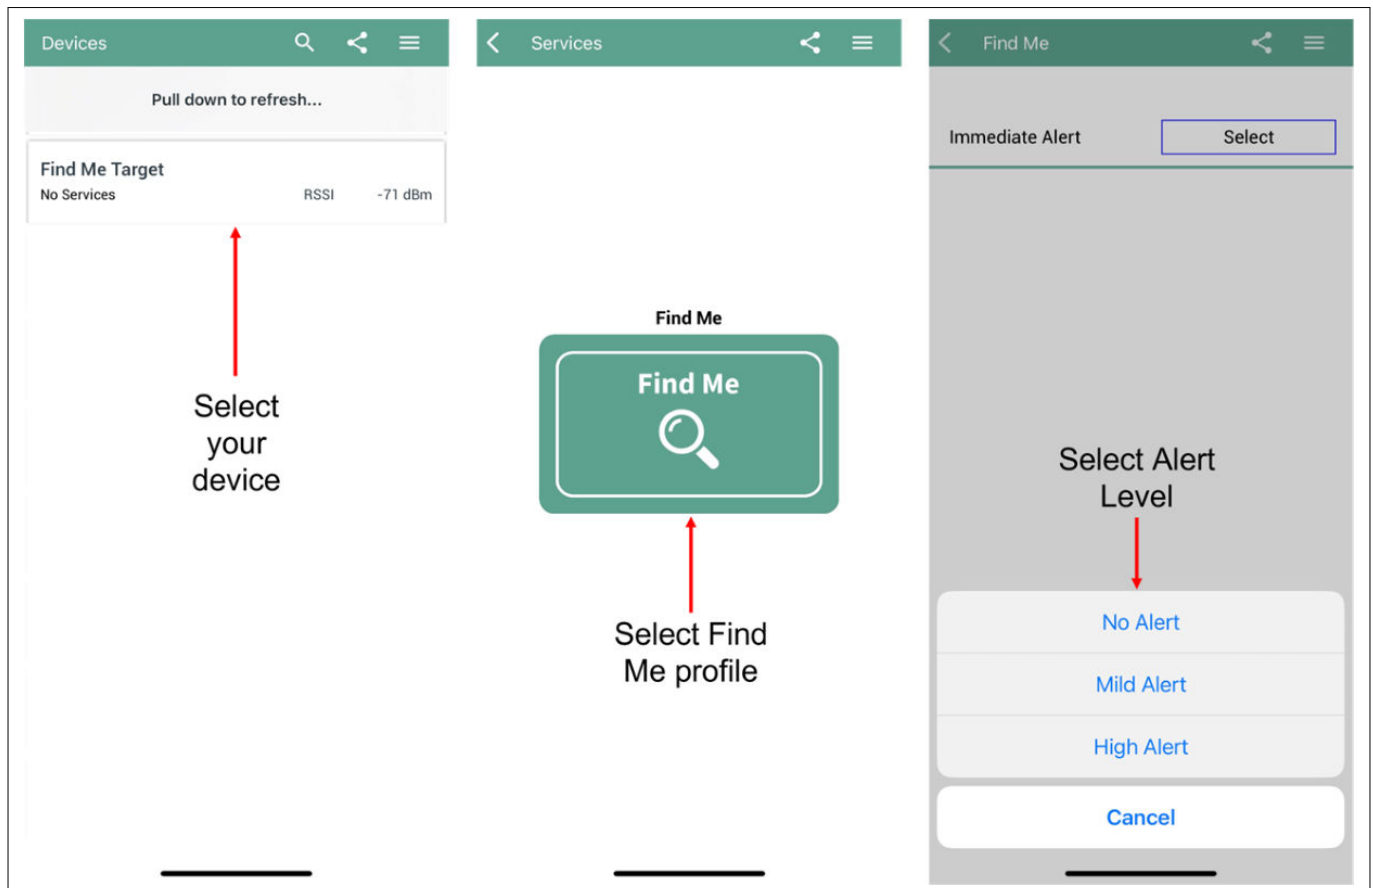 Devices
Pull down to refresh...
Find Me Target
No Services RSSI -71 dBm
Select
your
device
Services
Find Me
Find Me
Select Find
Me profile
Find Me
Immediate Alert Select
Select Alert
Level
No Alert
Mild Alert
High Alert
Cancel